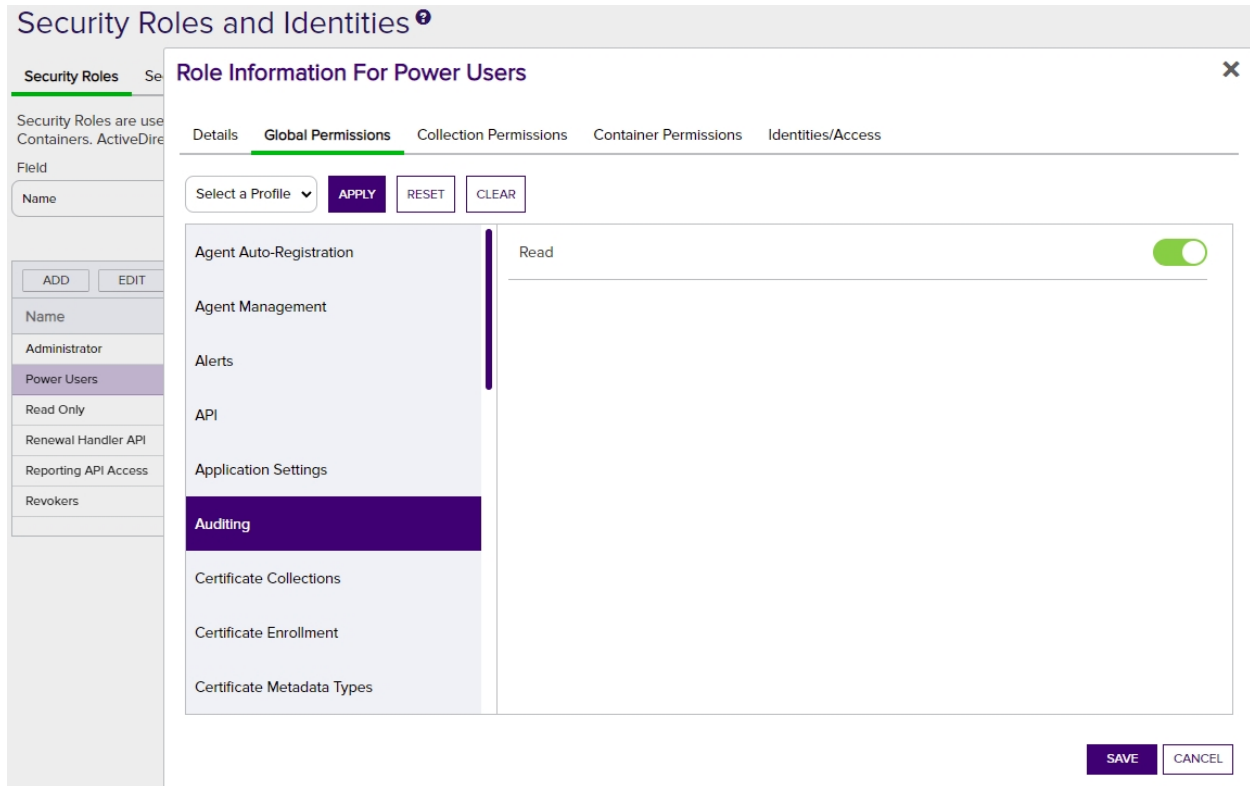 Security Roles and Identities ?
Security Roles Se
Security Roles are use
Containers. ActiveDire
Field
Name
ADD EDIT
Name
Administrator
Power Users
Read Only
Renewal Handler API
Reporting API Access
Revokers
Role Information For Power Users
Details Global Permissions Collection Permissions Container Permissions Identities/Access
Select a Profile APPLY RESET CLEAR
Agent Auto-Registration
Agent Management
Alerts
API
Application Settings
Auditing
Certificate Collections
Certificate Enrollment
Certificate Metadata Types
Read
SAVE CANCEL